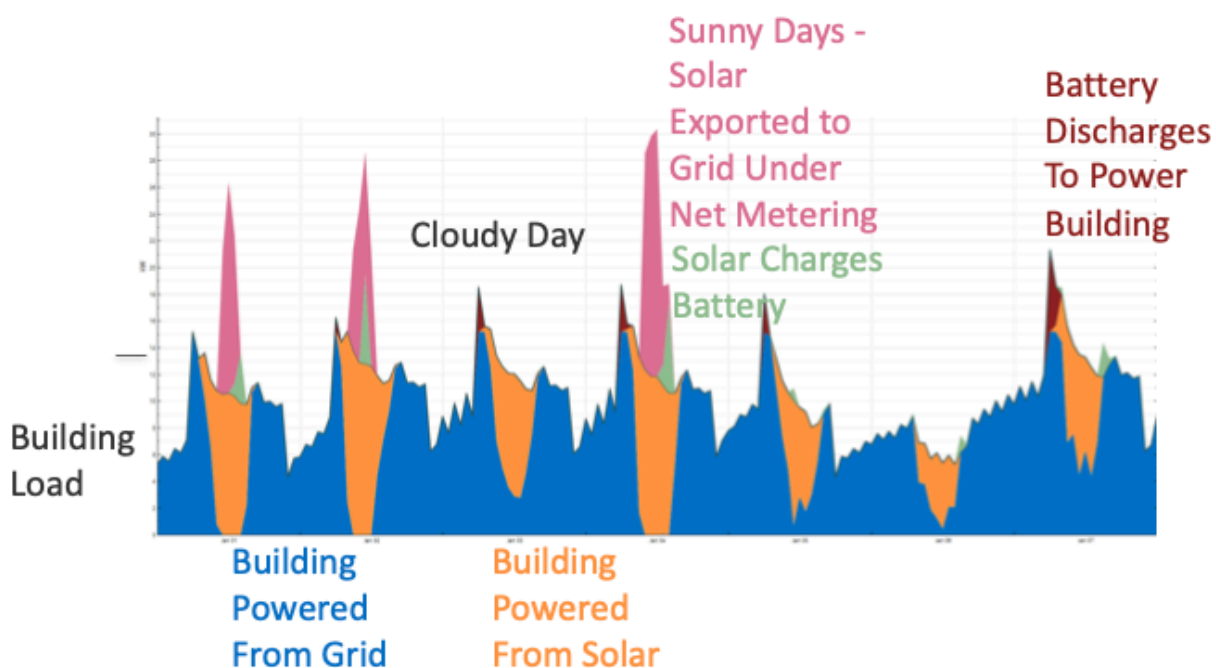 Sunny Days -
Solar
Exported to
Grid Under
Net Metering
Solar Charges
Battery
Battery
Discharges
To Power
Building
Cloudy Day
Building
Load
Building
Powered
From Grid
Building
Powered
From Solar